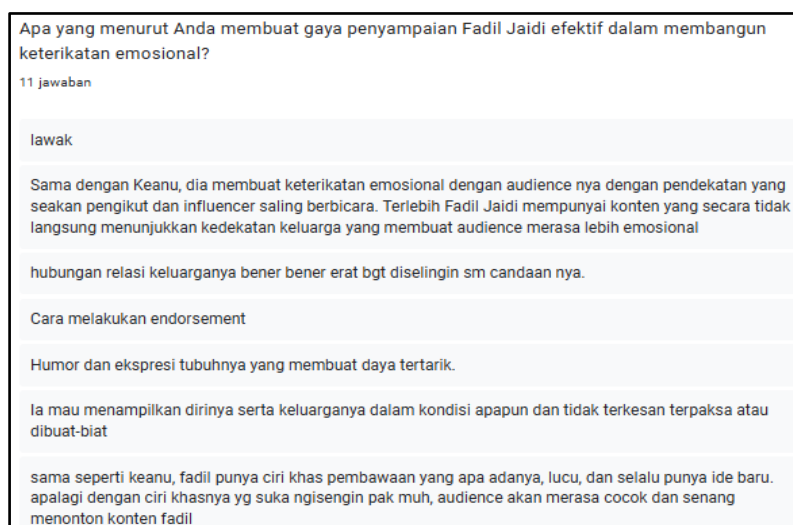 Apa yang menurut Anda membuat gaya penyampaian Fadil Jaidi efektif dalam membangun
keterikatan emosional?
11 jawaban
lawak
Sama dengan Keanu, dia membuat keterikatan emosional dengan audience nya dengan pendekatan yang
seakan pengikut dan influencer saling berbicara. Terlebih Fadil Jaidi mempunyai konten yang secara tidak
langsung menunjukkan kedekatan keluarga yang membuat audience merasa lebih emosional
hubungan relasi keluarganya bener bener erat bgt diselingin sm candaan nya.
Cara melakukan endorsement
Humor dan ekspresi tubuhnya yang membuat daya tertarik.
Ia mau menampilkan dirinya serta keluarganya dalam kondisi apapun dan tidak terkesan terpaksa atau
dibuat-biat
sama seperti keanu, fadil punya ciri khas pembawaan yang apa adanya, lucu, dan selalu punya ide baru.
apalagi dengan ciri khasnya yg suka ngisengin pak muh, audience akan merasa cocok dan senang
menonton konten fadil